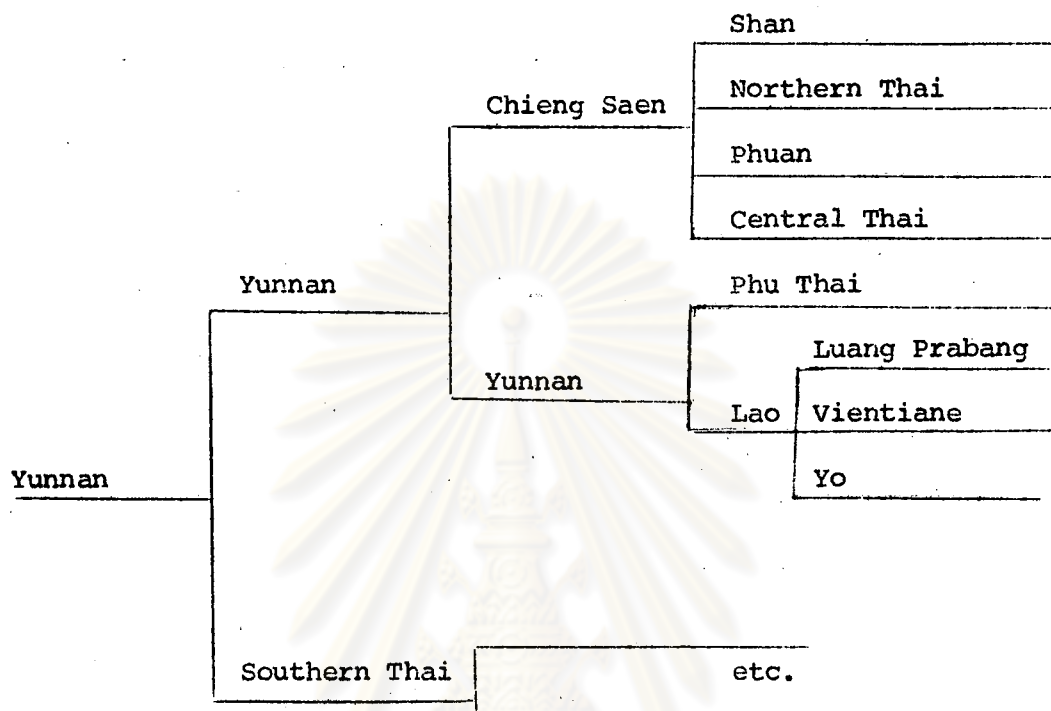 Shan
Northern Thai
Chieng Saen
Phuan
Central Thai
Yunnan
Phu Thai
Luang Prabang
Yunnan
Lao
Vientiane
Yunnan
Yo
Southern Thai
etc.